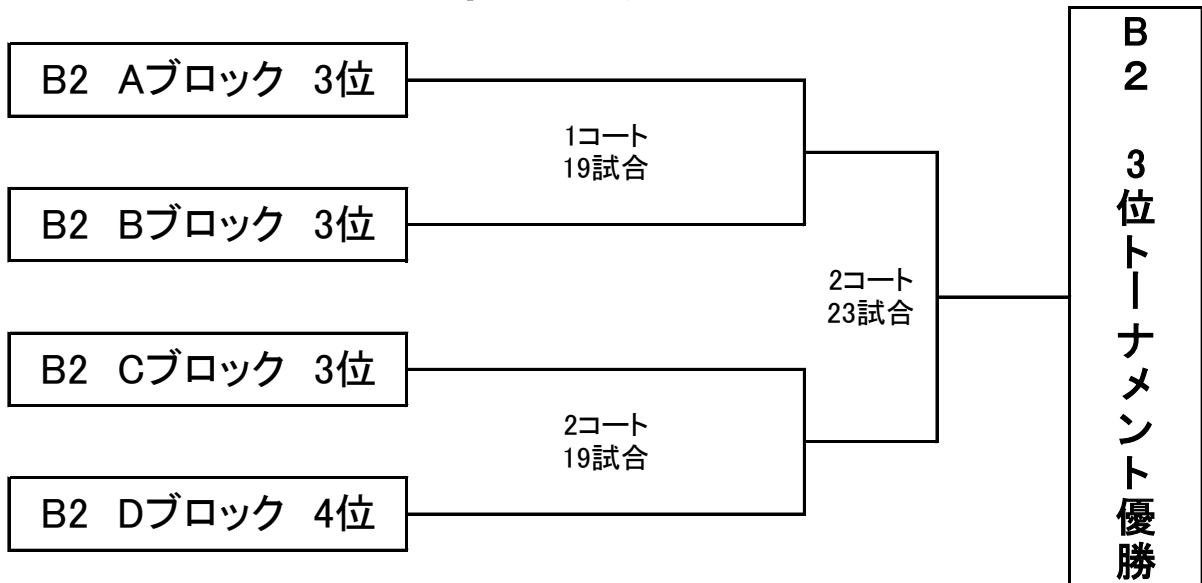 B2 Aブロック 3位
1コート
19試合
B2 Bブロック 3位
2コート
23試合
B2 Cブロック 3位
2コート
19試合
B2 Dブロック 4位
B2 3位トーナメント優勝